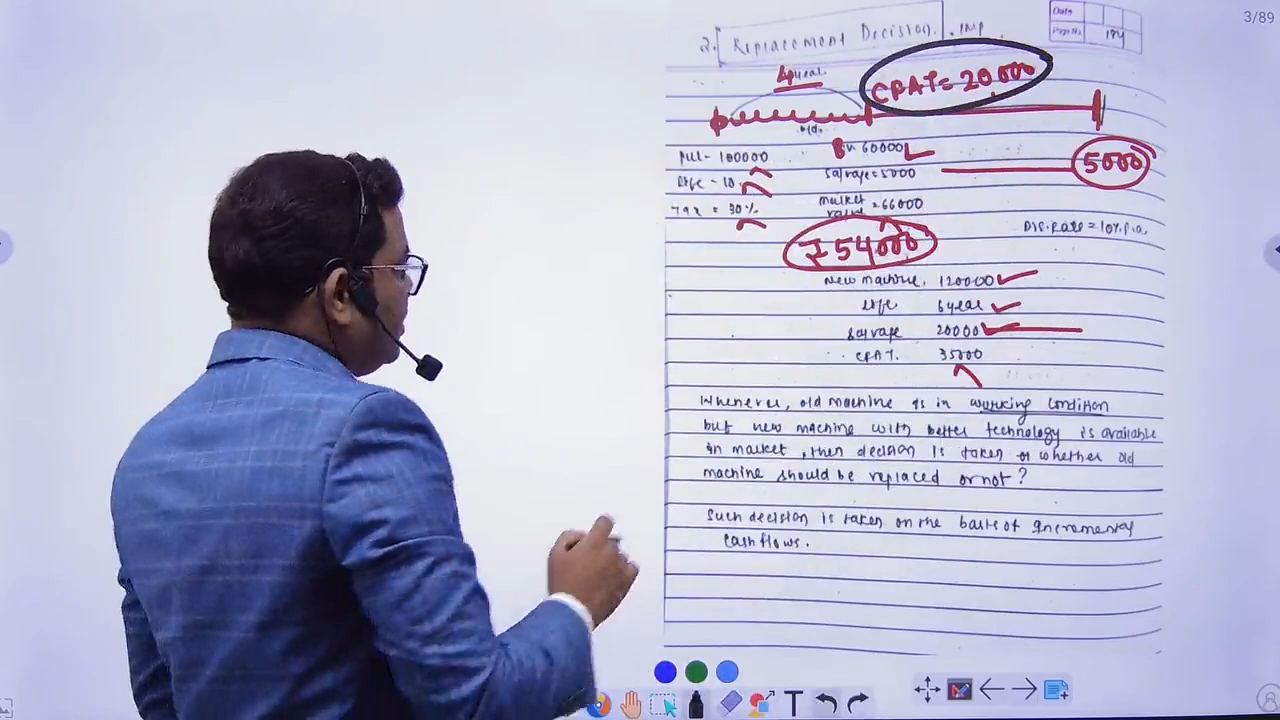 3/89
Date
Page No. 154
2. Replacement Decision. IMP.
4year
CFAT = 20000
old
pur- 100000
BV 60000
5000
life - 10.
salvage = 5000
Tax = 30%
market value = 66000
Dis. Rate = 10%. p.a.
₹ 54000
New machine. 120000
life 6year
salvage 20000
CFAT. 35000
Whenever, old machine is in working condition
but new machine with better technology is available
in market, then decision is taken whether old
machine should be replaced or not?
Such decision is taken on the basis of Incremental
cash flows.
T